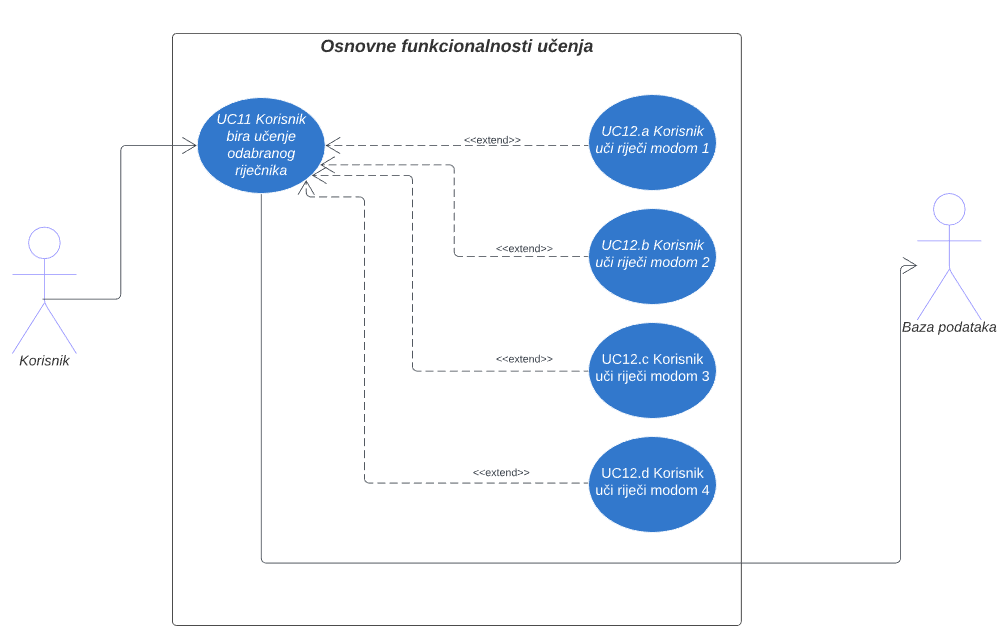 Osnovne funkcionalnosti učenja
UC11 Korisnik
bira učenje
odabranog
riječnika
<<extend>>
UC12.a Korisnik
uči riječi modom 1
<<extend>>
UC12.b Korisnik
uči riječi modom 2
<<extend>>
UC12.c Korisnik
uči riječi modom 3
<<extend>>
UC12.d Korisnik
uči riječi modom 4
Korisnik
Baza podataka